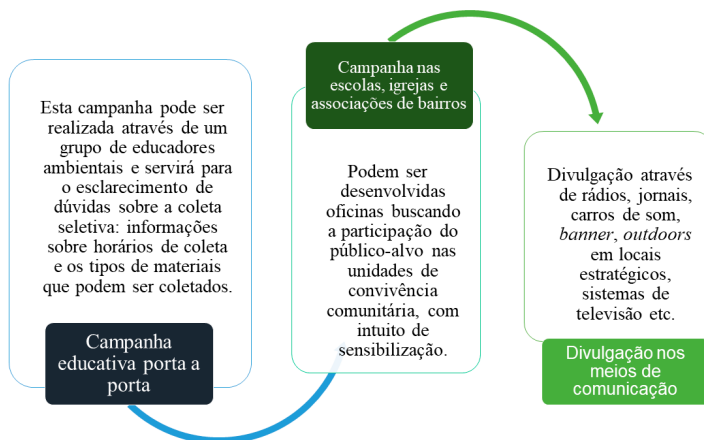 Esta campanha pode ser
realizada através de um
grupo de educadores
ambientais e servirá para
o esclarecimento de
dúvidas sobre a coleta
seletiva: informações
sobre horários de coleta
e os tipos de materiais
que podem ser coletados.
Campanha
educativa porta a
porta
Campanha nas
escolas, igrejas e
associações de bairros
Podem ser
desenvolvidas
oficinas buscando
a participação do
público-alvo nas
unidades de
convivência
comunitária, com
intuito de
sensibilização.
Divulgação através
de rádios, jornais,
carros de som,
banner, outdoors
em locais
estratégicos,
sistemas de
televisão etc.
Divulgação nos
meios de
comunicação